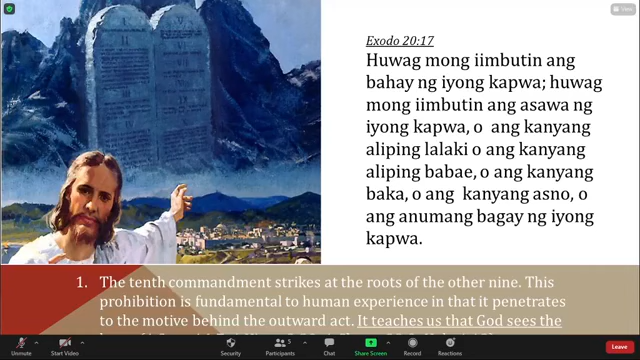 View
Exodo 20:17
Huwag mong iimbutin ang
bahay ng iyong kapwa; huwag
mong iimbutin ang asawa ng
iyong kapwa, o ang kanyang
aliping lalaki o ang kanyang
aliping babae, o ang kanyang
baka, o ang kanyang asno, o
ang anumang bagay ng iyong
kapwa.
1. The tenth commandment strikes at the roots of the other nine. This
prohibition is fundamental to human experience in that it penetrates
to the motive behind the outward act. It teaches us that God sees the
Unmute
Start Video
Security
Participants
5
Chat
Share Screen
Record
Reactions
Leave